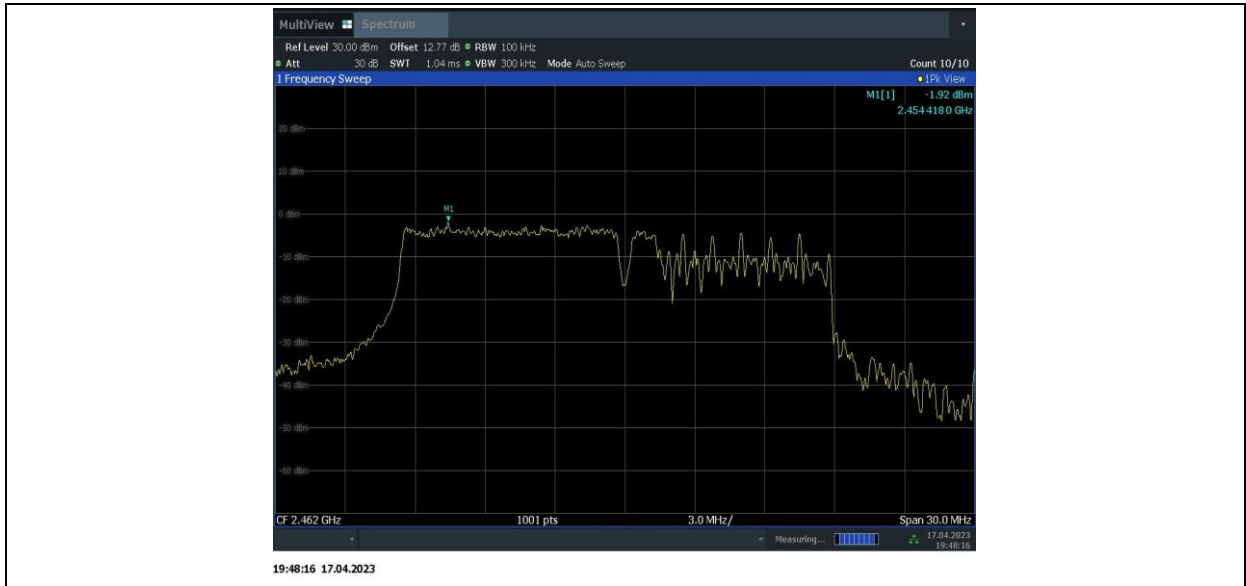 MultiView Spectrum
Ref Level 30.00 dBm Offset 12.77 dB RBW 100 kHz
Att 30 dB SWT 1.04 ms VBW 300 kHz Mode Auto Sweep Count 10/10
1 Frequency Sweep 1Pk View
M1[1] -1.92 dBm
2.454 418 0 GHz
20 dBm
10 dBm
M1
0 dBm
-10 dBm
-20 dBm
-30 dBm
-40 dBm
-50 dBm
-60 dBm
CF 2.462 GHz 1001 pts 3.0 MHz/ Span 30.0 MHz
Measuring... 17.04.2023
19:48:16
19:48:16 17.04.2023